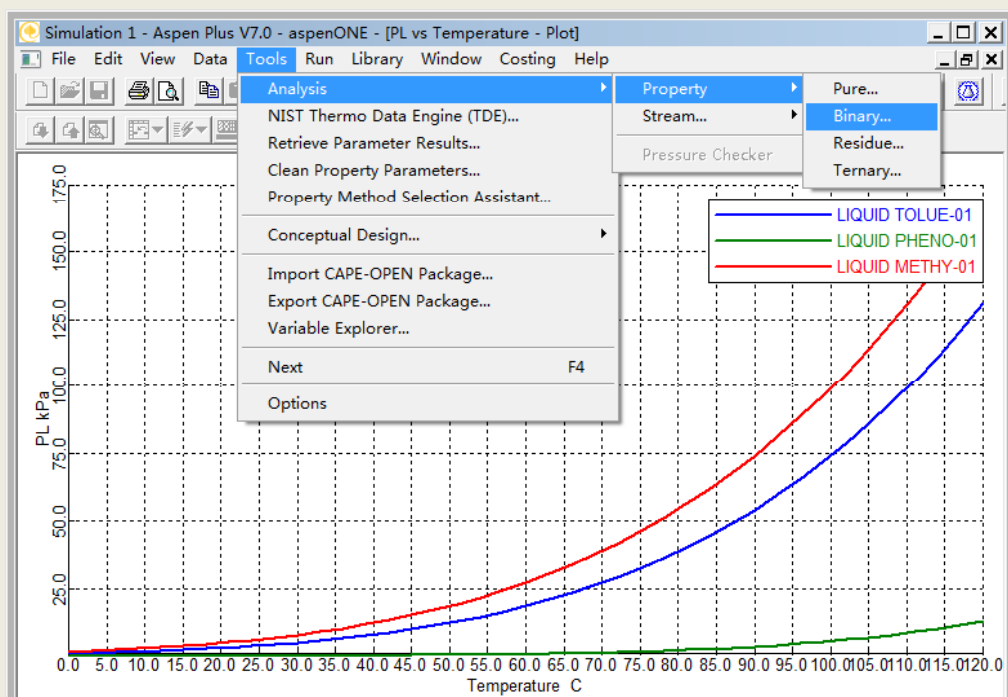 Simulation 1 - Aspen Plus V7.0 - aspenONE - [PL vs Temperature - Plot]
File Edit View Data Tools Run Library Window Costing Help
Analysis
NIST Thermo Data Engine (TDE)...
Retrieve Parameter Results...
Clean Property Parameters...
Property Method Selection Assistant...
Conceptual Design...
Import CAPE-OPEN Package...
Export CAPE-OPEN Package...
Variable Explorer...
Next F4
Options
Property
Stream...
Pressure Checker
Pure...
Binary...
Residue...
Ternary...
LIQUID TOLUE-01
LIQUID PHENO-01
LIQUID METHY-01
175.0
150.0
125.0
100.0
75.0
50.0
25.0
PL kPa
0.0 5.0 10.0 15.0 20.0 25.0 30.0 35.0 40.0 45.0 50.0 55.0 60.0 65.0 70.0 75.0 80.0 85.0 90.0 95.0 100.0 105.0 110.0 115.0 120.0
Temperature C